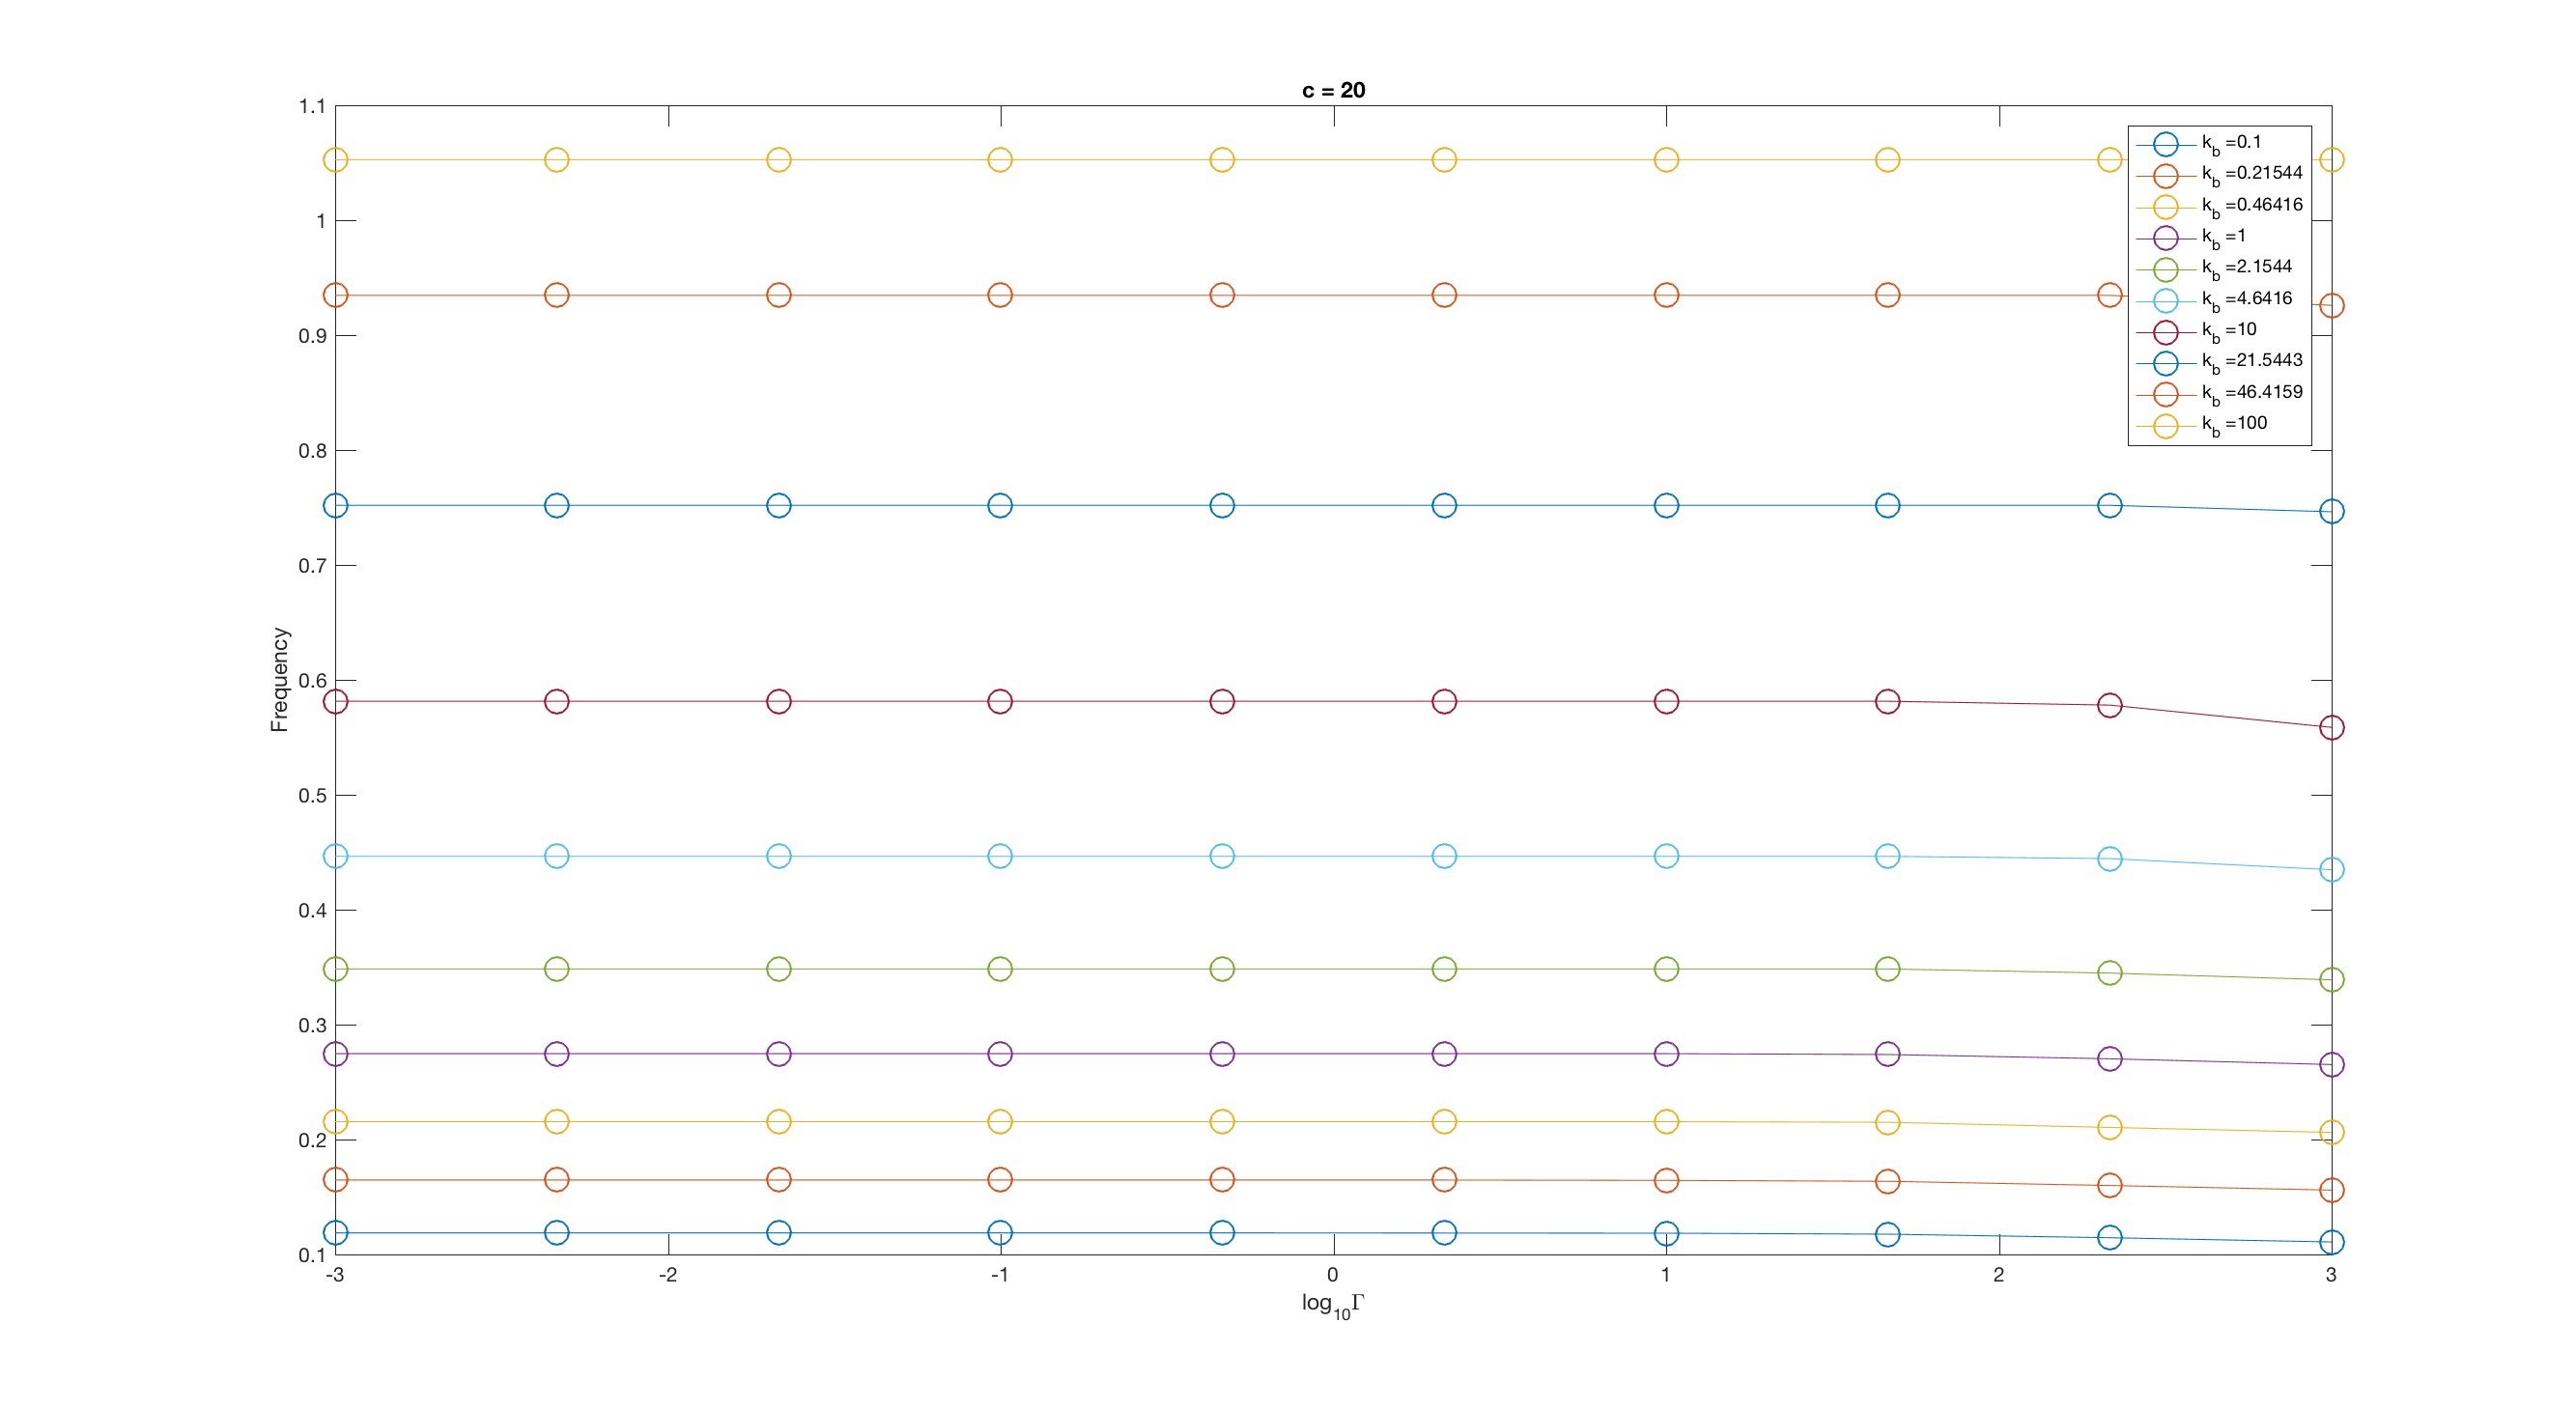 c = 20
1.1
1
0.9
0.8
0.7
0.6
0.5
0.4
0.3
0.2
0.1
Frequency
-3 -2 -1 0 1 2 3
log10Γ
kb =0.1
kb =0.21544
kb =0.46416
kb =1
kb =2.1544
kb =4.6416
kb =10
kb =21.5443
kb =46.4159
kb =100